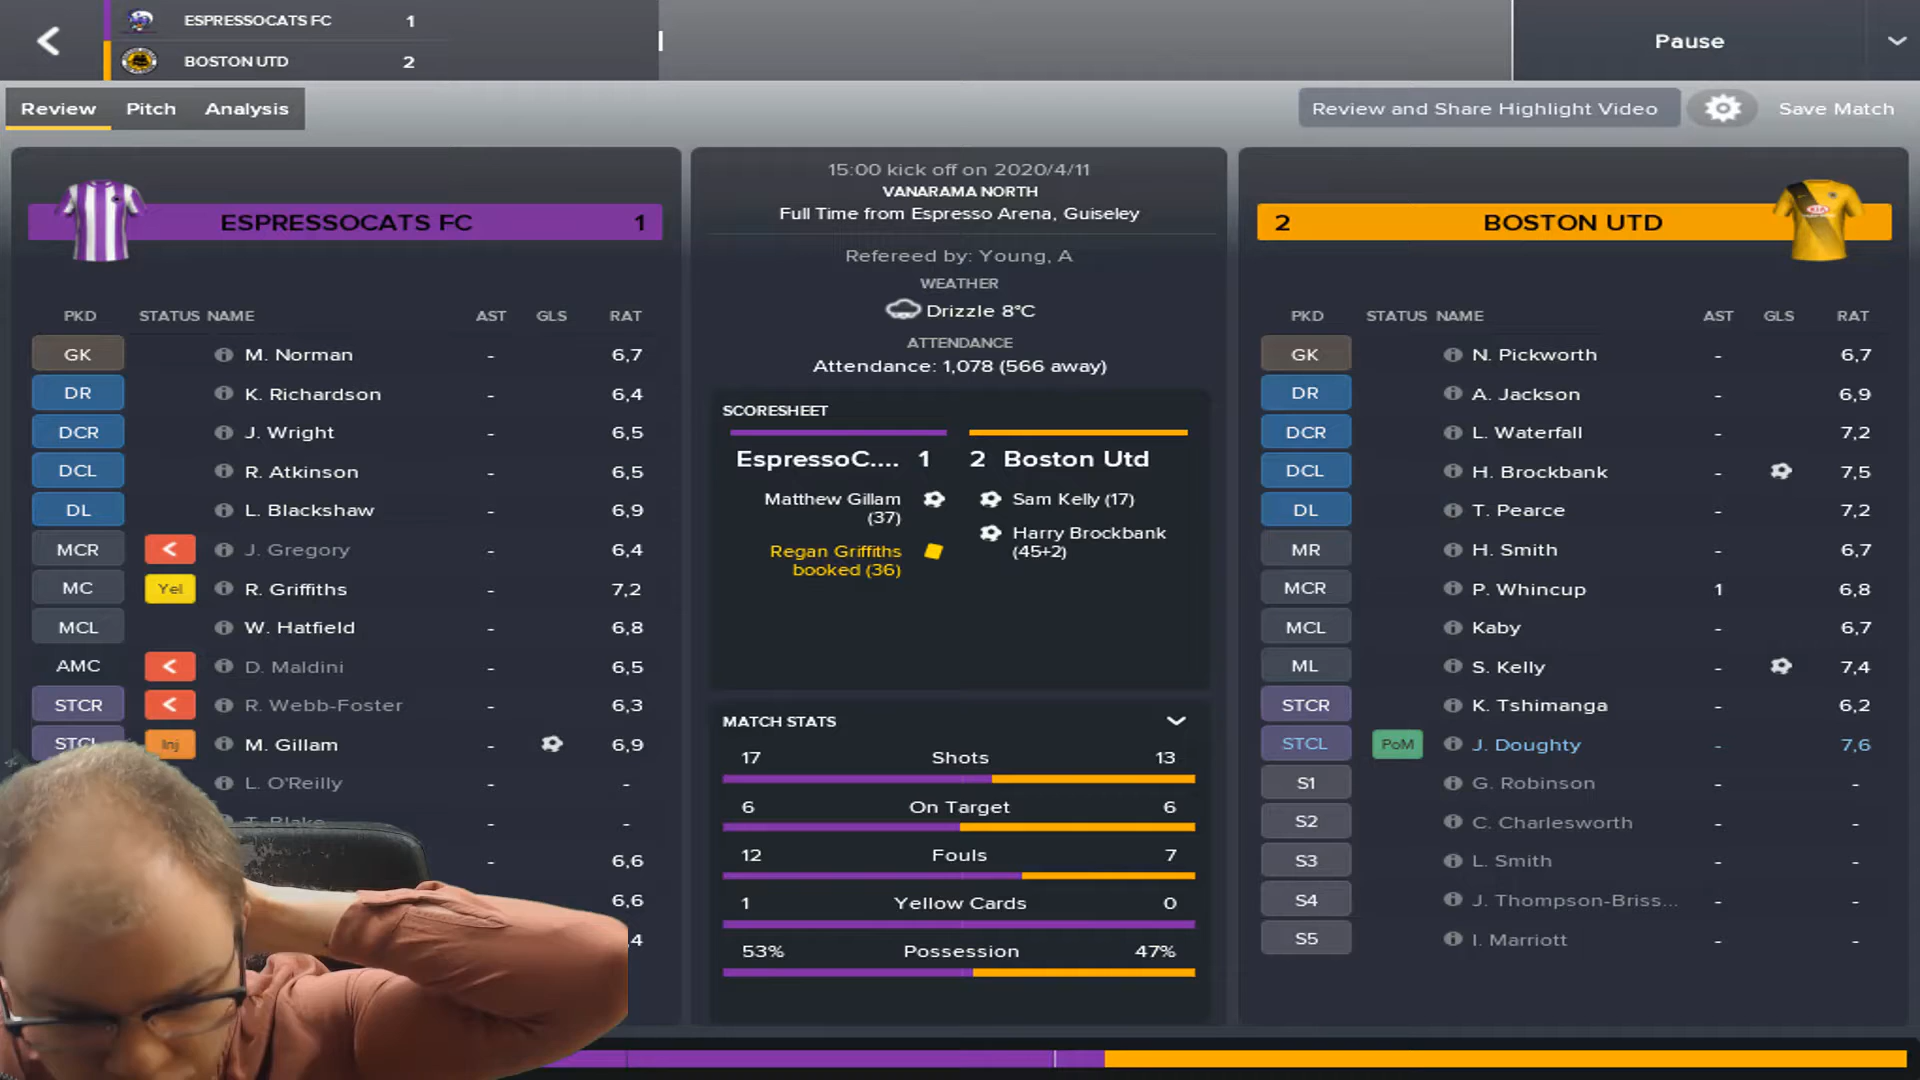 ESPRESSOCATS FC 1
BOSTON UTD 2
Pause
Review Pitch Analysis
Review and Share Highlight Video
Save Match
ESPRESSOCATS FC 1
PKD STATUS NAME AST GLS RAT
GK M. Norman - 6,7
DR K. Richardson - 6,4
DCR J. Wright - 6,5
DCL R. Atkinson - 6,5
DL L. Blackshaw - 6,9
MCR J. Gregory - 6,4
MC Yel R. Griffiths - 7,2
MCL W. Hatfield - 6,8
AMC D. Maldini - 6,5
STCR R. Webb-Foster - 6,3
STCL Inj M. Gillam - 6,9
L. O'Reilly - -
T. Blake - -
- 6,6
- 6,6
- ,4
15:00 kick off on 2020/4/11
VANARAMA NORTH
Full Time from Espresso Arena, Guiseley
Refereed by: Young, A
WEATHER
Drizzle 8°C
ATTENDANCE
Attendance: 1,078 (566 away)
SCORESHEET
EspressoC.... 1 2 Boston Utd
Matthew Gillam
(37)
Regan Griffiths
booked (36)
Sam Kelly (17)
Harry Brockbank
(45+2)
MATCH STATS
17 Shots 13
6 On Target 6
12 Fouls 7
1 Yellow Cards 0
53% Possession 47%
2 BOSTON UTD
PKD STATUS NAME AST GLS RAT
GK N. Pickworth - 6,7
DR A. Jackson - 6,9
DCR L. Waterfall - 7,2
DCL H. Brockbank - 7,5
DL T. Pearce - 7,2
MR H. Smith - 6,7
MCR P. Whincup 1 6,8
MCL Kaby - 6,7
ML S. Kelly - 7,4
STCR K. Tshimanga - 6,2
STCL PoM J. Doughty - 7,6
S1 G. Robinson - -
S2 C. Charlesworth - -
S3 L. Smith - -
S4 J. Thompson-Briss... - -
S5 I. Marriott - -